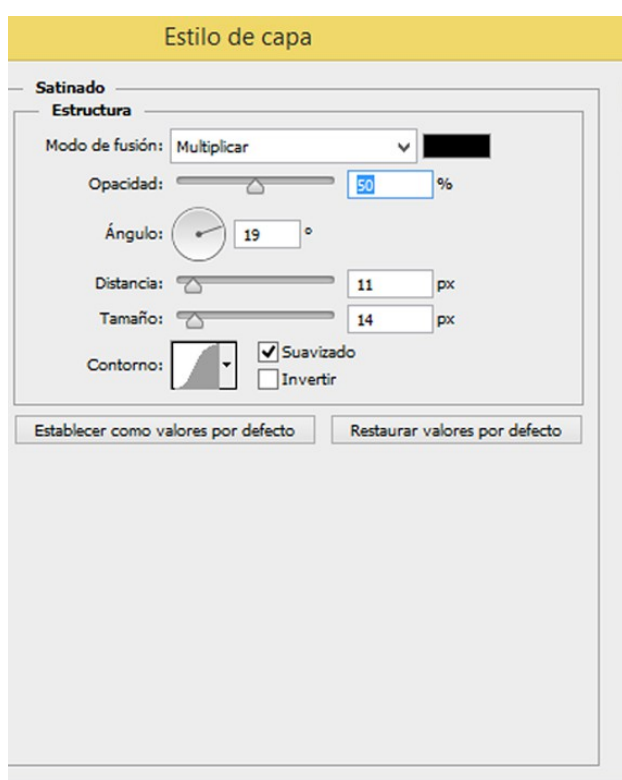 Estilo de capa
Satinado
Estructura
Modo de fusión: Multiplicar
Opacidad: 50 %
Ángulo: 19 °
Distancia: 11 px
Tamaño: 14 px
Contorno: Suavizado
Invertir
Establecer como valores por defecto Restaurar valores por defecto